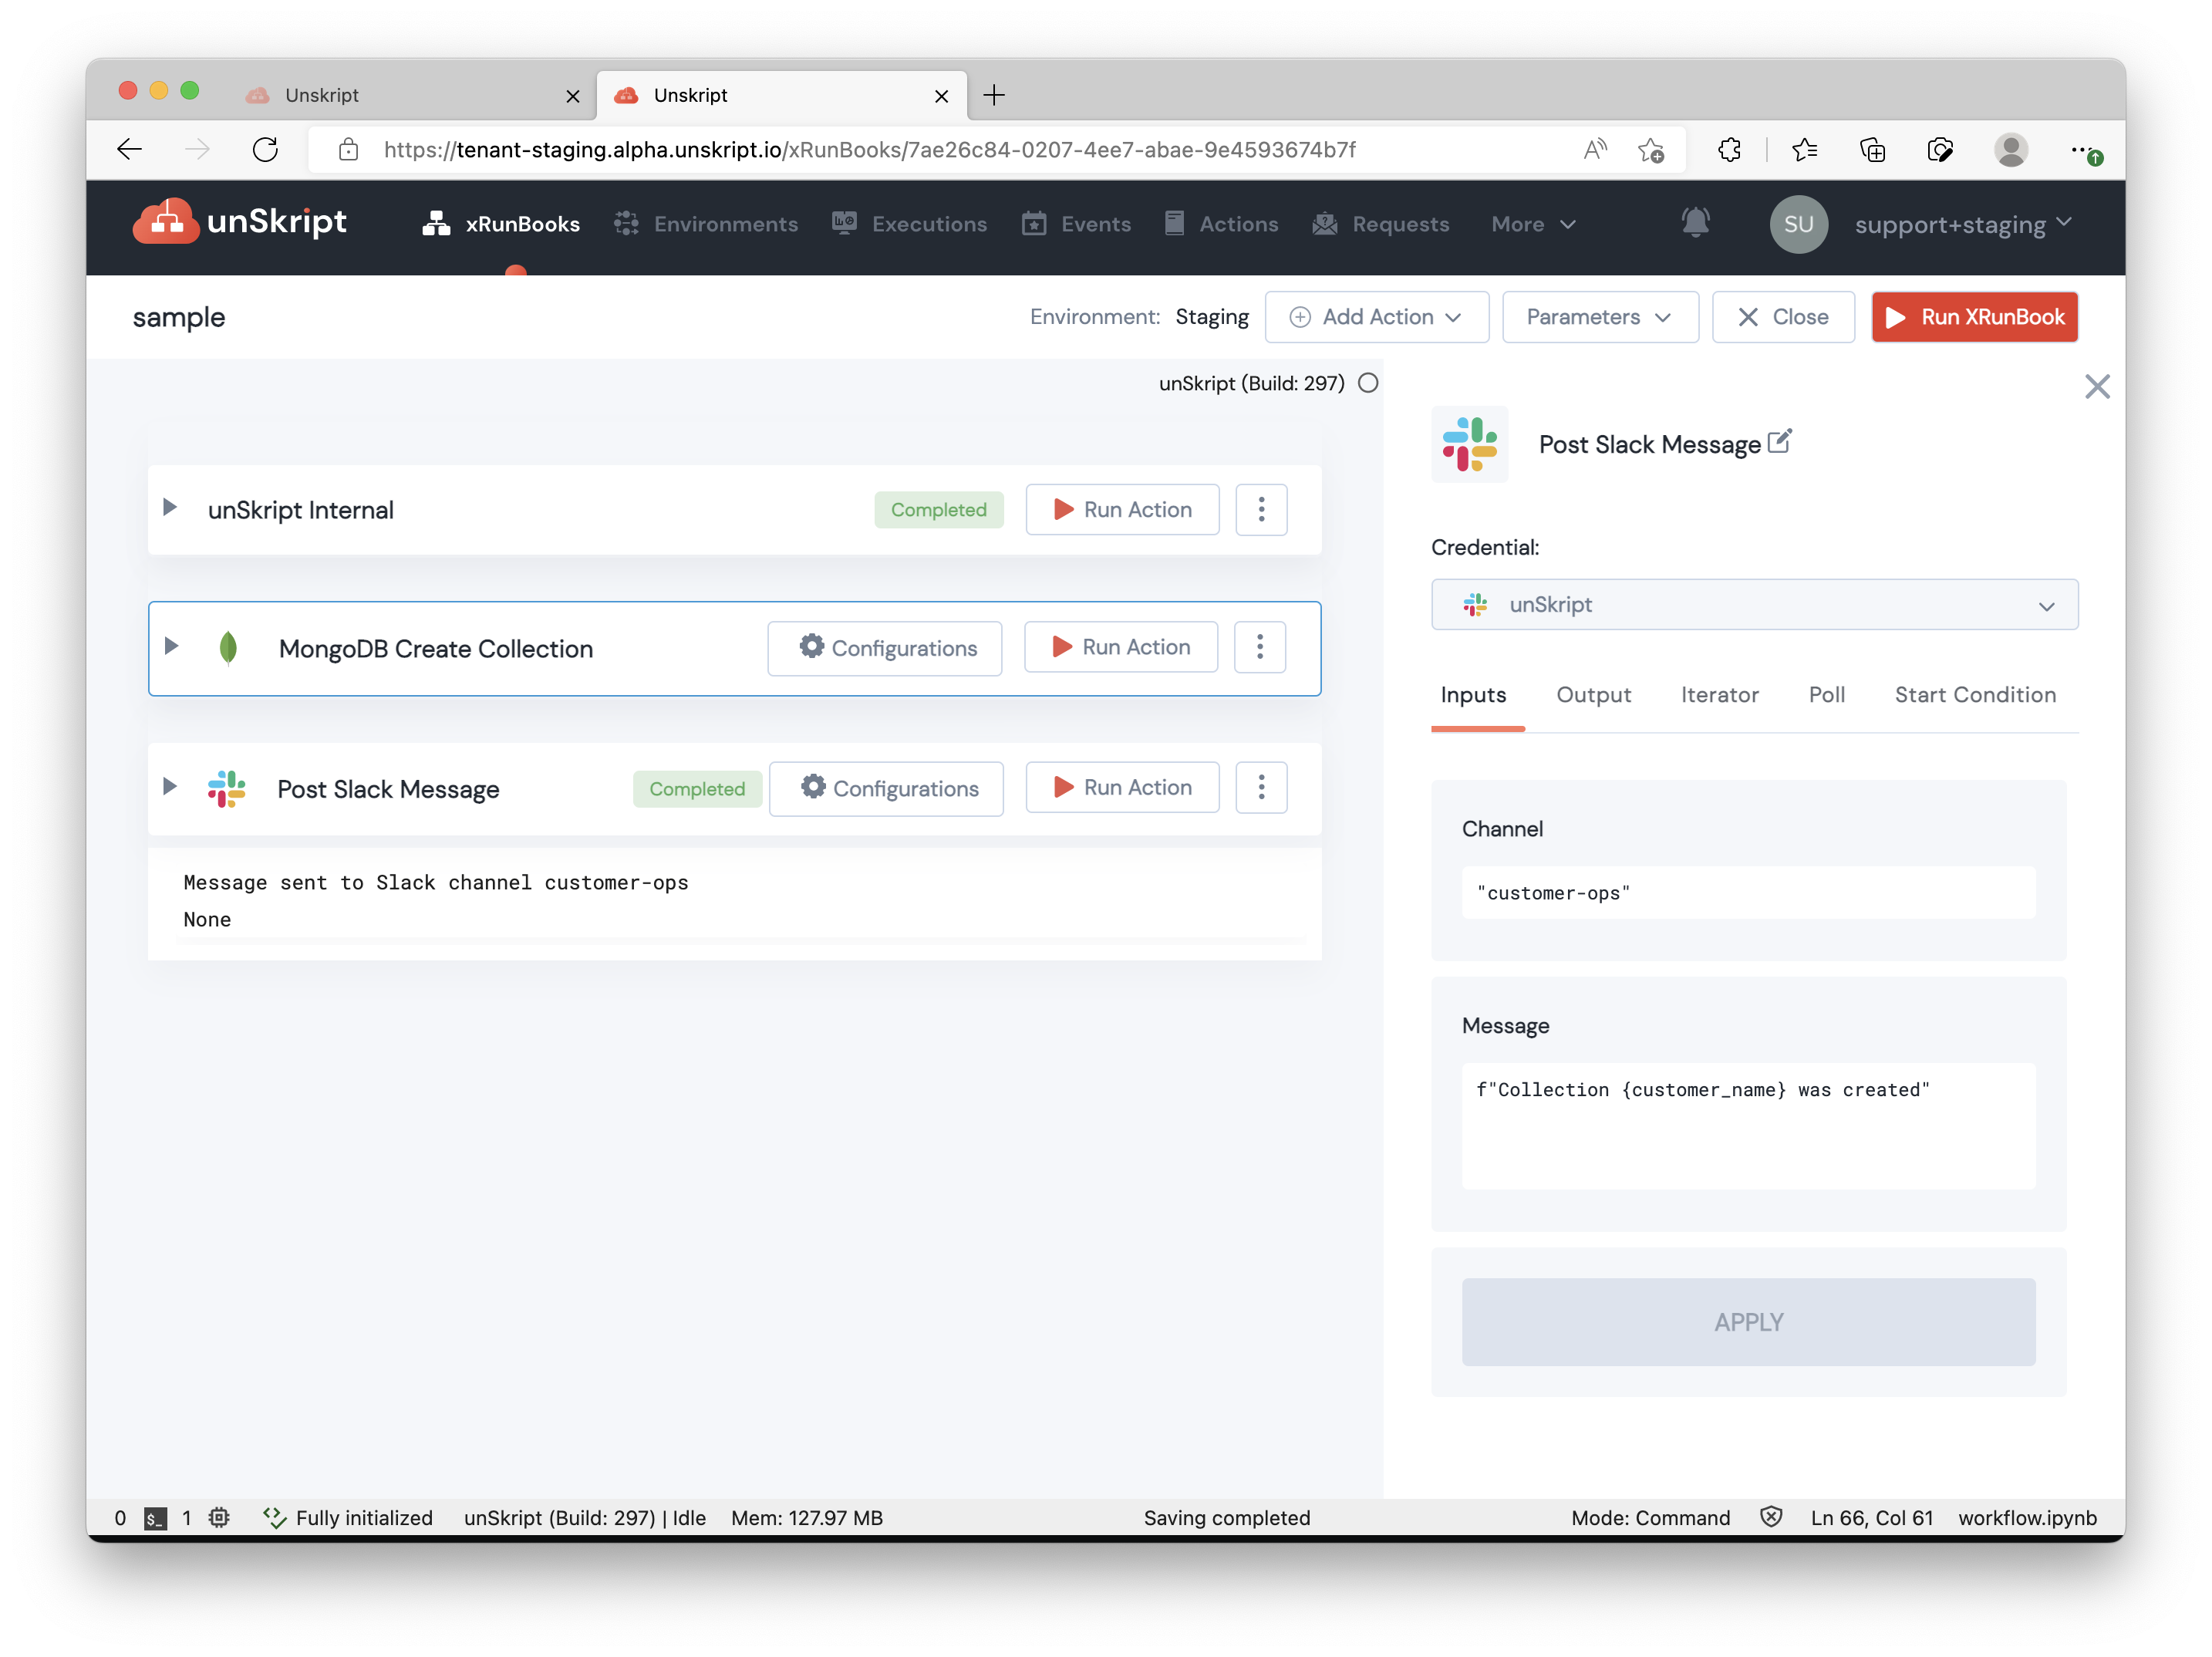 Unskript
Unskript
https://tenant-staging.alpha.unskript.io/xRunBooks/7ae26c84-0207-4ee7-abae-9e4593674b7f
unSkript
xRunBooks
Environments
Executions
Events
Actions
Requests
More
SU
support+staging
sample
Environment: Staging
Add Action
Parameters
Close
Run XRunBook
unSkript (Build: 297)
unSkript Internal
Completed
Run Action
MongoDB Create Collection
Configurations
Run Action
Post Slack Message
Completed
Configurations
Run Action
Message sent to Slack channel customer-ops
None
Post Slack Message
Credential:
unSkript
Inputs
Output
Iterator
Poll
Start Condition
Channel
"customer-ops"
Message
f"Collection {customer_name} was created"
APPLY
0
$_
1
Fully initialized
unSkript (Build: 297) | Idle
Mem: 127.97 MB
Saving completed
Mode: Command
Ln 66, Col 61
workflow.ipynb